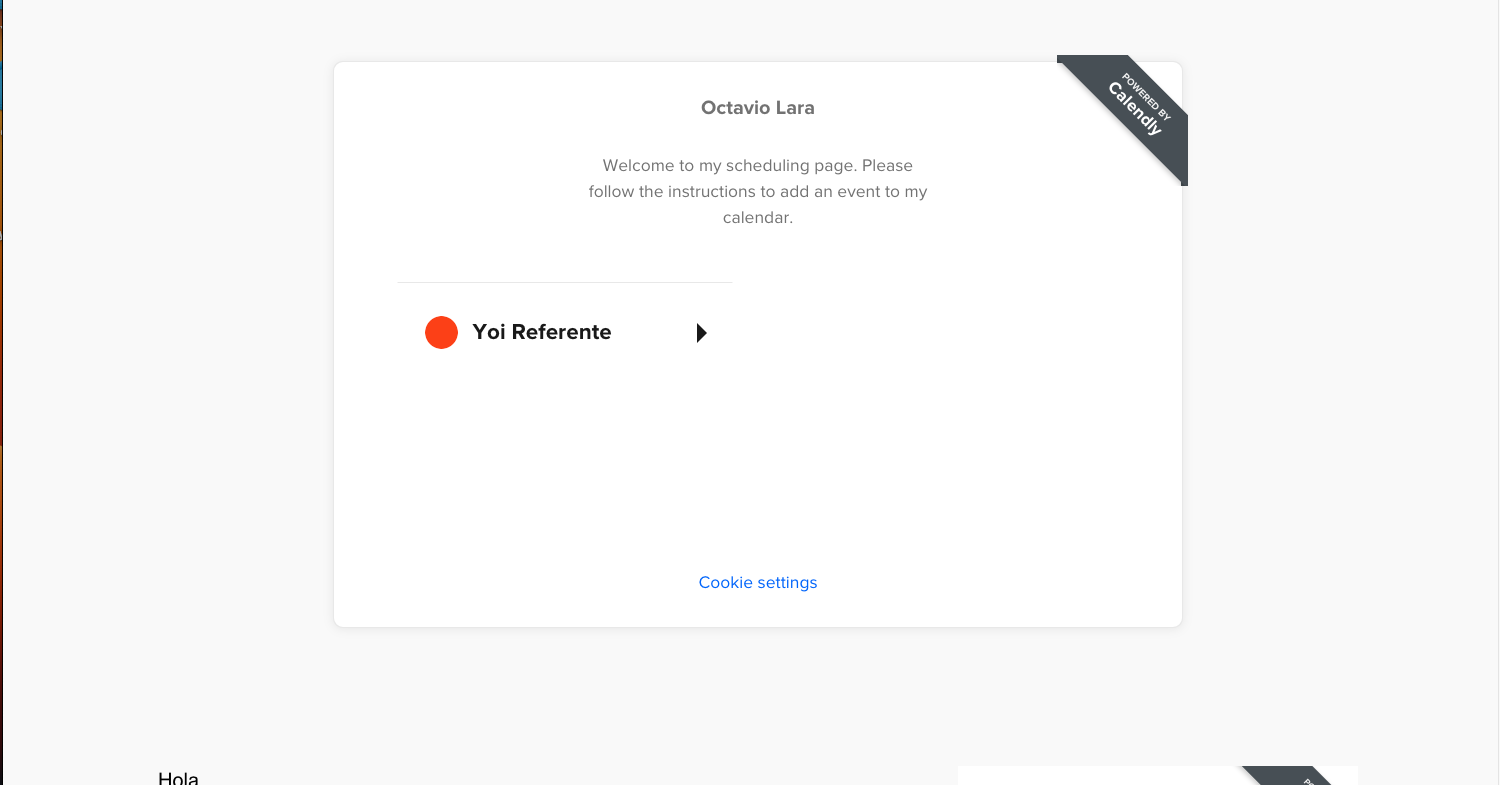 Octavio Lara
POWERED BY
Calendly
Welcome to my scheduling page. Please
follow the instructions to add an event to my
calendar.
Yoi Referente
Cookie settings
Hola